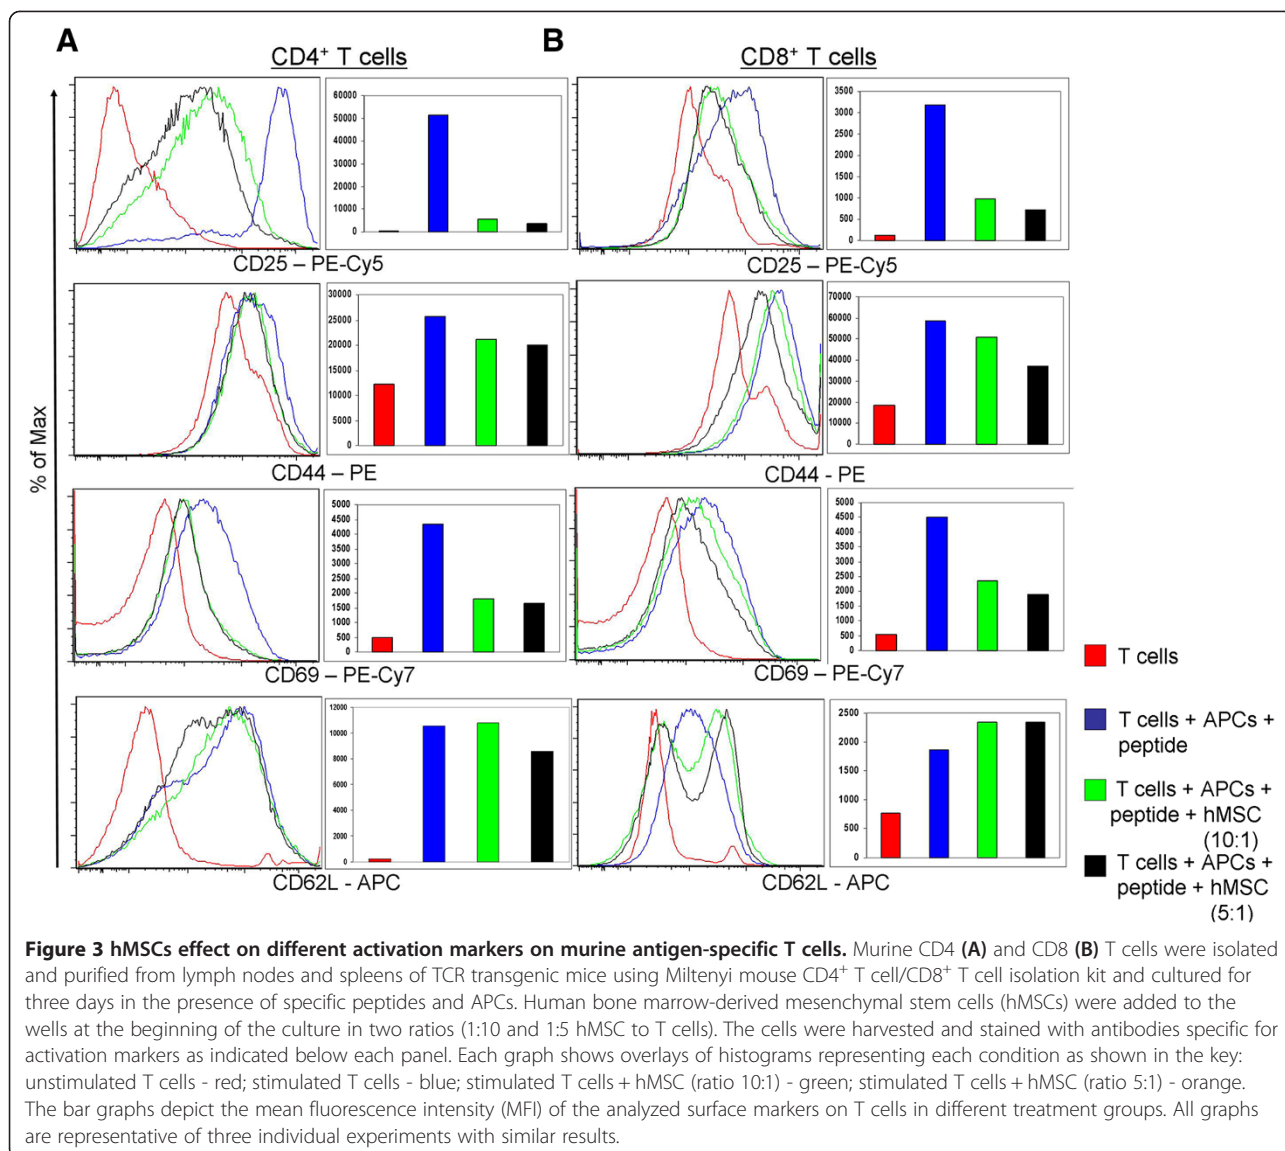 A
B
CD4+ T cells
CD8+ T cells
% of Max
60000
50000
40000
30000
20000
10000
0
CD25 – PE-Cy5
3500
3000
2500
2000
1500
1000
500
0
CD25 – PE-Cy5
30000
25000
20000
15000
10000
5000
0
CD44 – PE
70000
60000
50000
40000
30000
20000
10000
0
CD44 - PE
5000
4500
4000
3500
3000
2500
2000
1500
1000
500
0
CD69 – PE-Cy7
5000
4500
4000
3500
3000
2500
2000
1500
1000
500
0
CD69 – PE-Cy7
12000
10000
8000
6000
4000
2000
0
CD62L - APC
2500
2000
1500
1000
500
0
CD62L - APC
T cells
T cells + APCs +
peptide
T cells + APCs +
peptide + hMSC
(10:1)
T cells + APCs +
peptide + hMSC
(5:1)
Figure 3 hMSCs effect on different activation markers on murine antigen-specific T cells. Murine CD4 (A) and CD8 (B) T cells were isolated
and purified from lymph nodes and spleens of TCR transgenic mice using Miltenyi mouse CD4+ T cell/CD8+ T cell isolation kit and cultured for
three days in the presence of specific peptides and APCs. Human bone marrow-derived mesenchymal stem cells (hMSCs) were added to the
wells at the beginning of the culture in two ratios (1:10 and 1:5 hMSC to T cells). The cells were harvested and stained with antibodies specific for
activation markers as indicated below each panel. Each graph shows overlays of histograms representing each condition as shown in the key:
unstimulated T cells - red; stimulated T cells - blue; stimulated T cells + hMSC (ratio 10:1) - green; stimulated T cells + hMSC (ratio 5:1) - orange.
The bar graphs depict the mean fluorescence intensity (MFI) of the analyzed surface markers on T cells in different treatment groups. All graphs
are representative of three individual experiments with similar results.